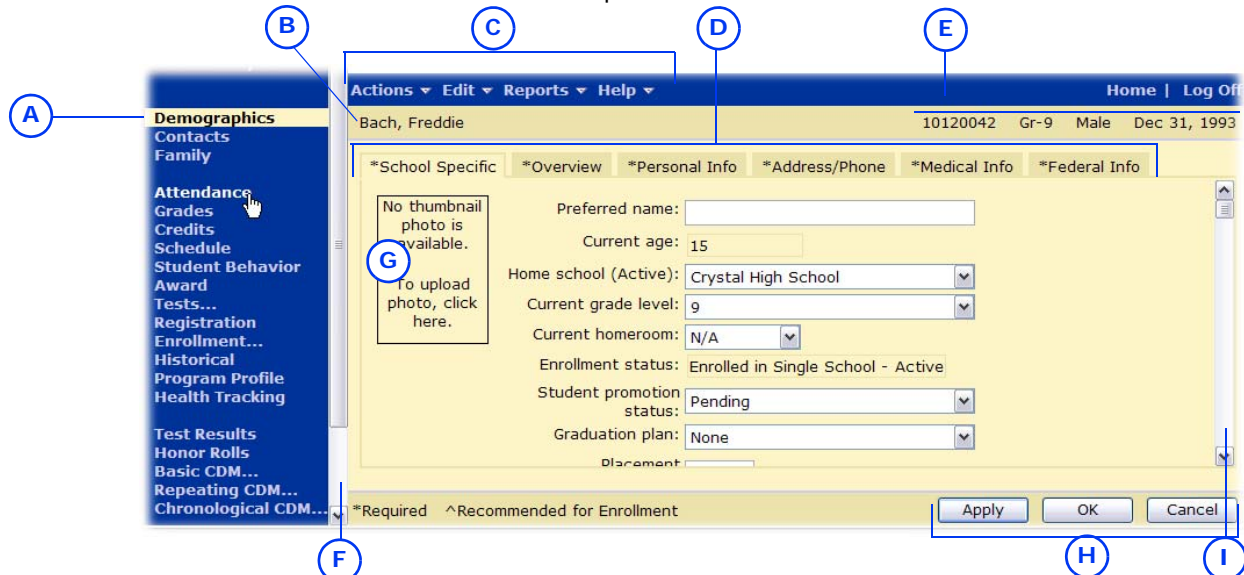 B
C
D
E
A
Actions Edit Reports Help
Home | Log Off
Bach, Freddie
10120042 Gr-9 Male Dec 31, 1993
Demographics
Contacts
Family
Attendance
Grades
Credits
Schedule
Student Behavior
Award
Tests...
Registration
Enrollment...
Historical
Program Profile
Health Tracking
Test Results
Honor Rolls
Basic CDM...
Repeating CDM...
Chronological CDM...
*School Specific *Overview *Personal Info *Address/Phone *Medical Info *Federal Info
No thumbnail
photo is
available.
To upload
photo, click
here.
G
Preferred name:
Current age: 15
Home school (Active): Crystal High School
Current grade level: 9
Current homeroom: N/A
Enrollment status: Enrolled in Single School - Active
Student promotion
status: Pending
Graduation plan: None
Placement
*Required ^Recommended for Enrollment
Apply OK Cancel
F
H
I